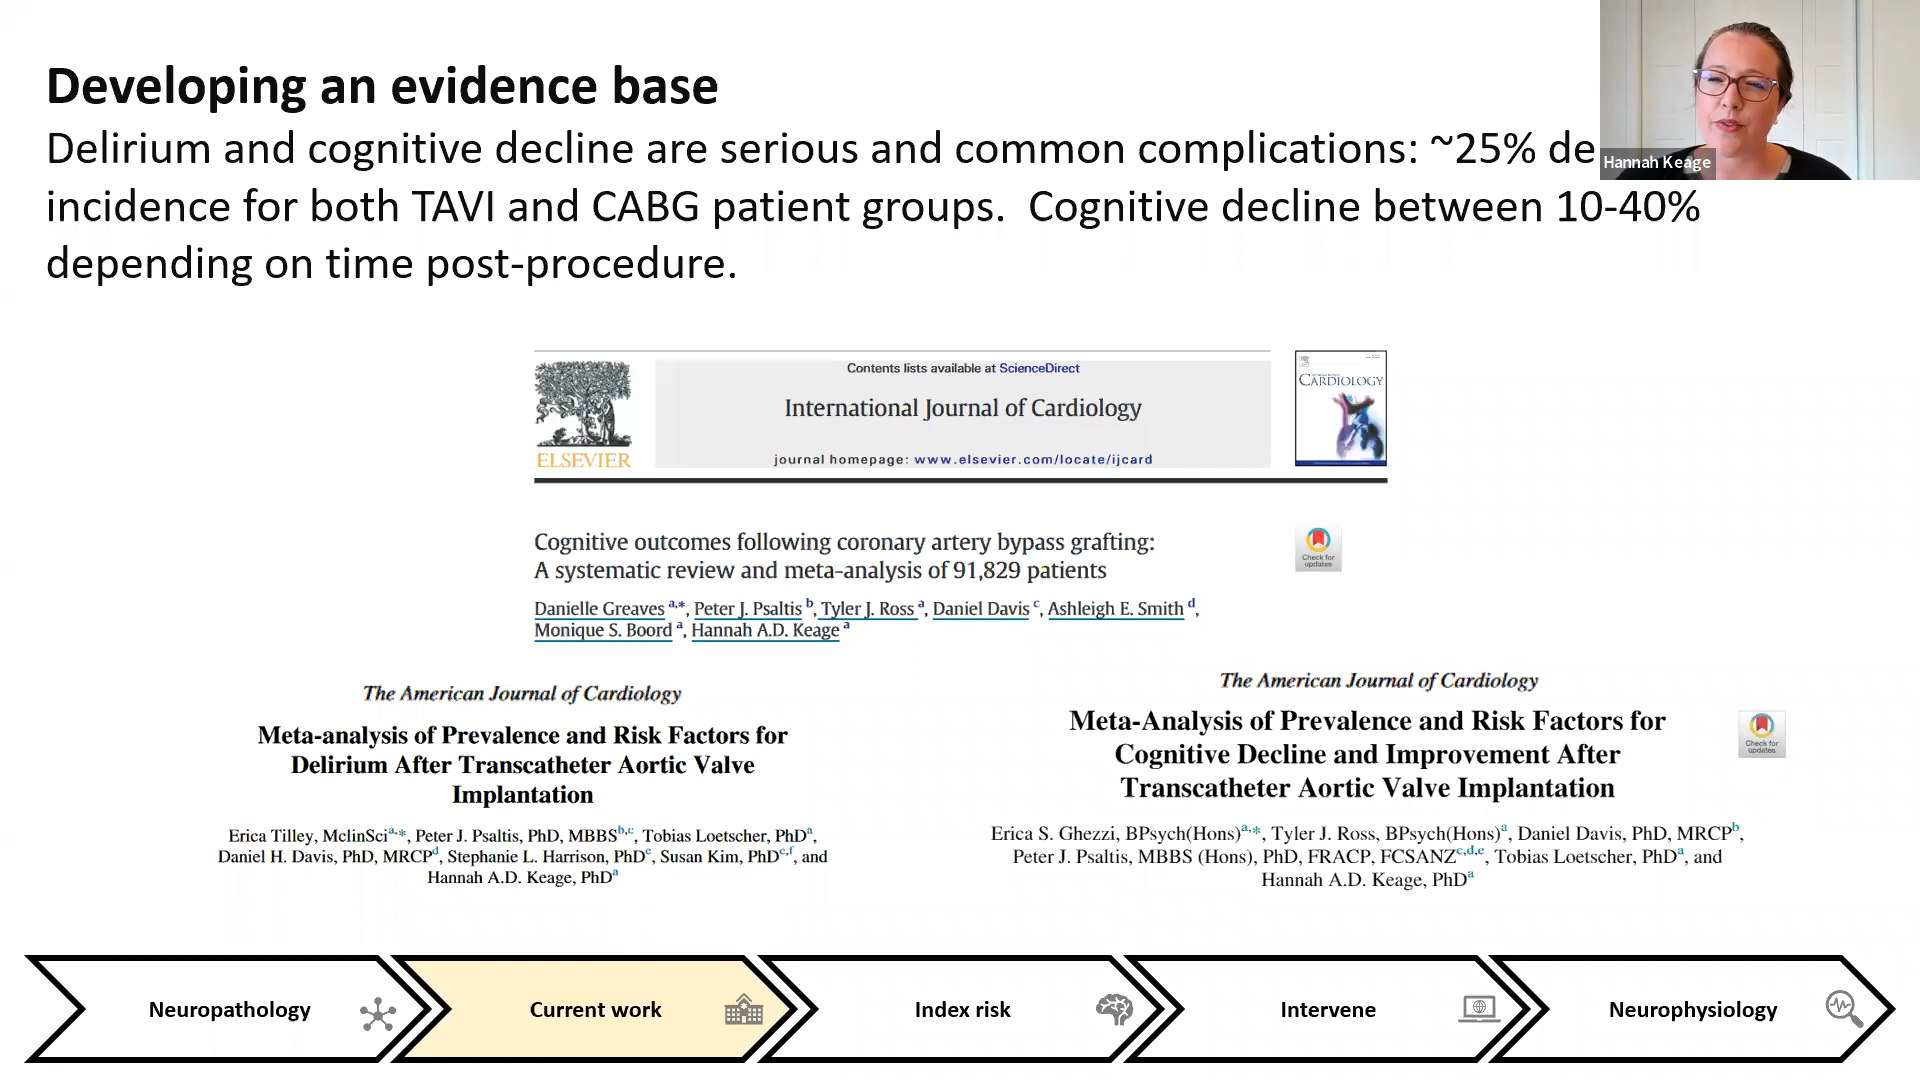 Developing an evidence base
Delirium and cognitive decline are serious and common complications: ~25% de
incidence for both TAVI and CABG patient groups.  Cognitive decline between 10-40%
depending on time post-procedure.
Hannah Keage
Contents lists available at ScienceDirect
International Journal of Cardiology
journal homepage: www.elsevier.com/locate/ijcard
ELSEVIER
CARDIOLOGY
Cognitive outcomes following coronary artery bypass grafting:
A systematic review and meta-analysis of 91,829 patients
Check for
updates
Danielle Greaves a,*, Peter J. Psaltis b, Tyler J. Ross a, Daniel Davis c, Ashleigh E. Smith d,
Monique S. Boord a, Hannah A.D. Keage a
The American Journal of Cardiology
Meta-analysis of Prevalence and Risk Factors for
Delirium After Transcatheter Aortic Valve
Implantation
Erica Tilley, MclinSci a,*, Peter J. Psaltis, PhD, MBBS b,c, Tobias Loetscher, PhD a,
Daniel H. Davis, PhD, MRCP d, Stephanie L. Harrison, PhD e, Susan Kim, PhD c,f, and
Hannah A.D. Keage, PhD a
The American Journal of Cardiology
Meta-Analysis of Prevalence and Risk Factors for
Cognitive Decline and Improvement After
Transcatheter Aortic Valve Implantation
Check for
updates
Erica S. Ghezzi, BPsych(Hons) a,*, Tyler J. Ross, BPsych(Hons) a, Daniel Davis, PhD, MRCP b,
Peter J. Psaltis, MBBS (Hons), PhD, FRACP, FCSANZ c,d,e, Tobias Loetscher, PhD a, and
Hannah A.D. Keage, PhD a
Neuropathology
Current work
Index risk
Intervene
Neurophysiology